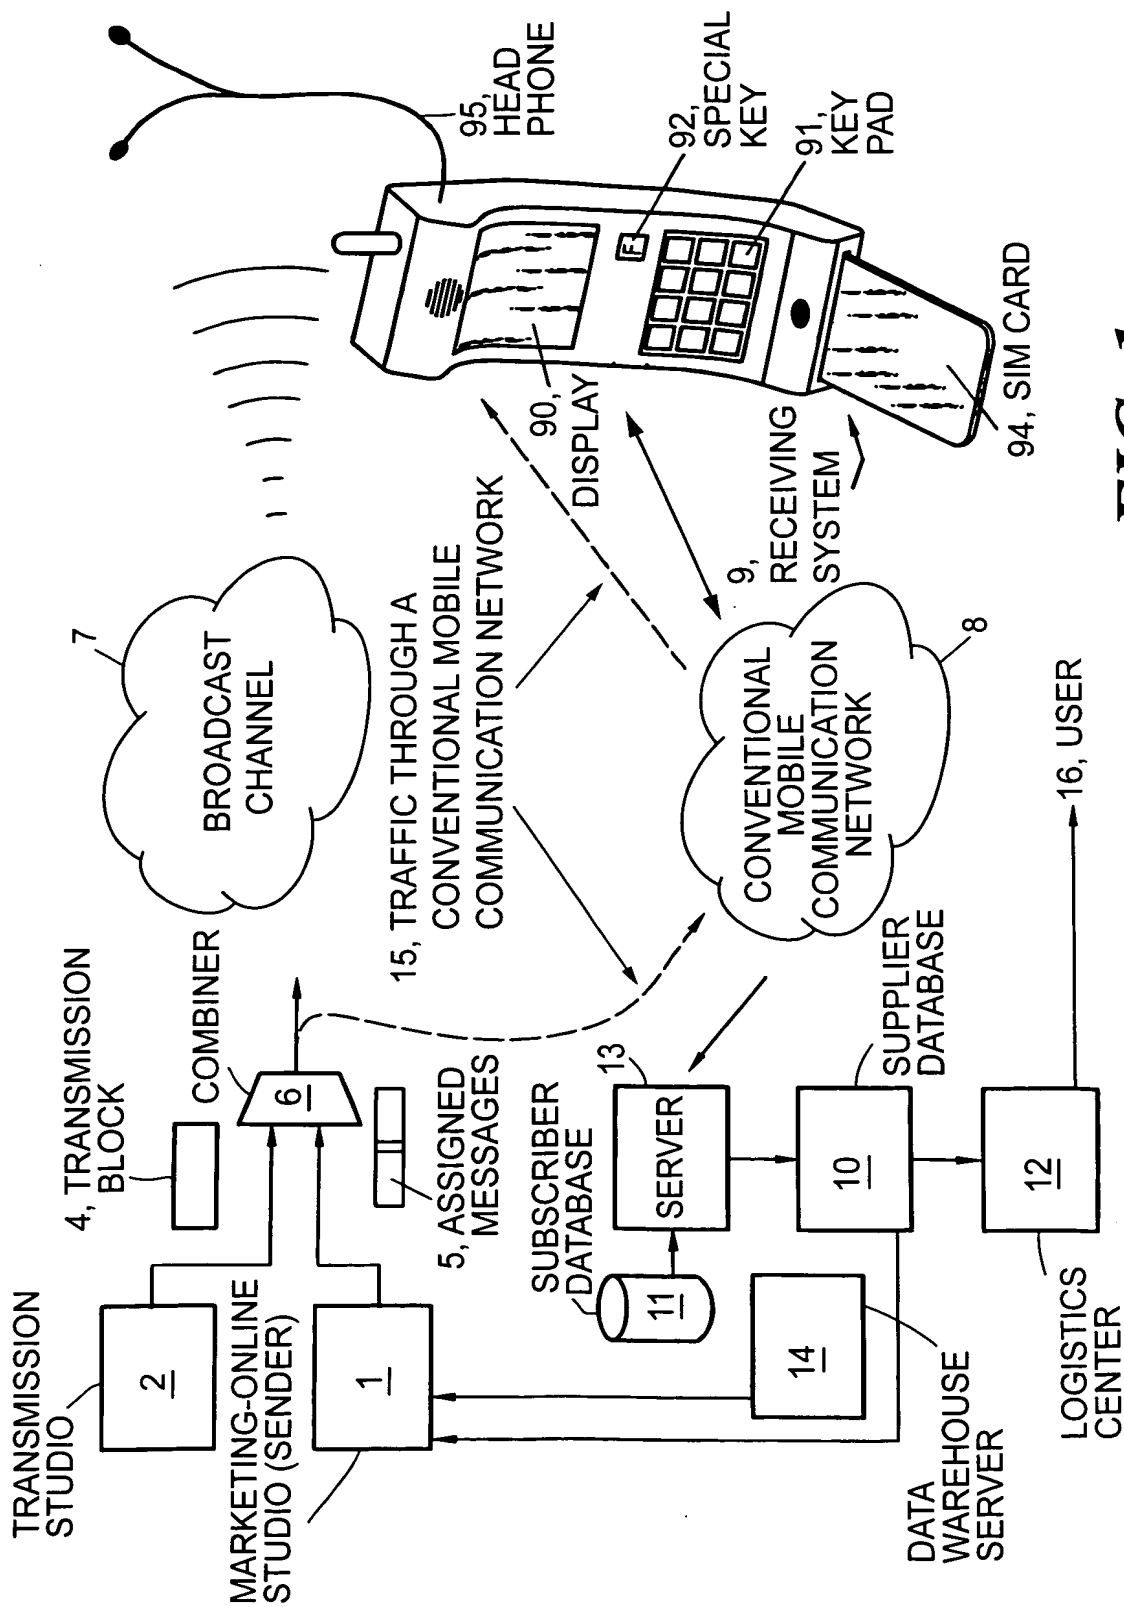 TRANSMISSION
STUDIO
2
4, TRANSMISSION
BLOCK
COMBINER
6
7
BROADCAST
CHANNEL
95,
HEAD
PHONE
MARKETING-ONLINE
STUDIO (SENDER)
1
5, ASSIGNED
MESSAGES
15, TRAFFIC THROUGH A
CONVENTIONAL MOBILE
COMMUNICATION NETWORK
90,
DISPLAY
F
92,
SPECIAL
KEY
91,
KEY
PAD
SUBSCRIBER
DATABASE
11
SERVER
13
CONVENTIONAL
MOBILE
COMMUNICATION
NETWORK
8
9,
RECEIVING
SYSTEM
94, SIM CARD
14
10
SUPPLIER
DATABASE
DATA
WAREHOUSE
SERVER
12
LOGISTICS
CENTER
16, USER